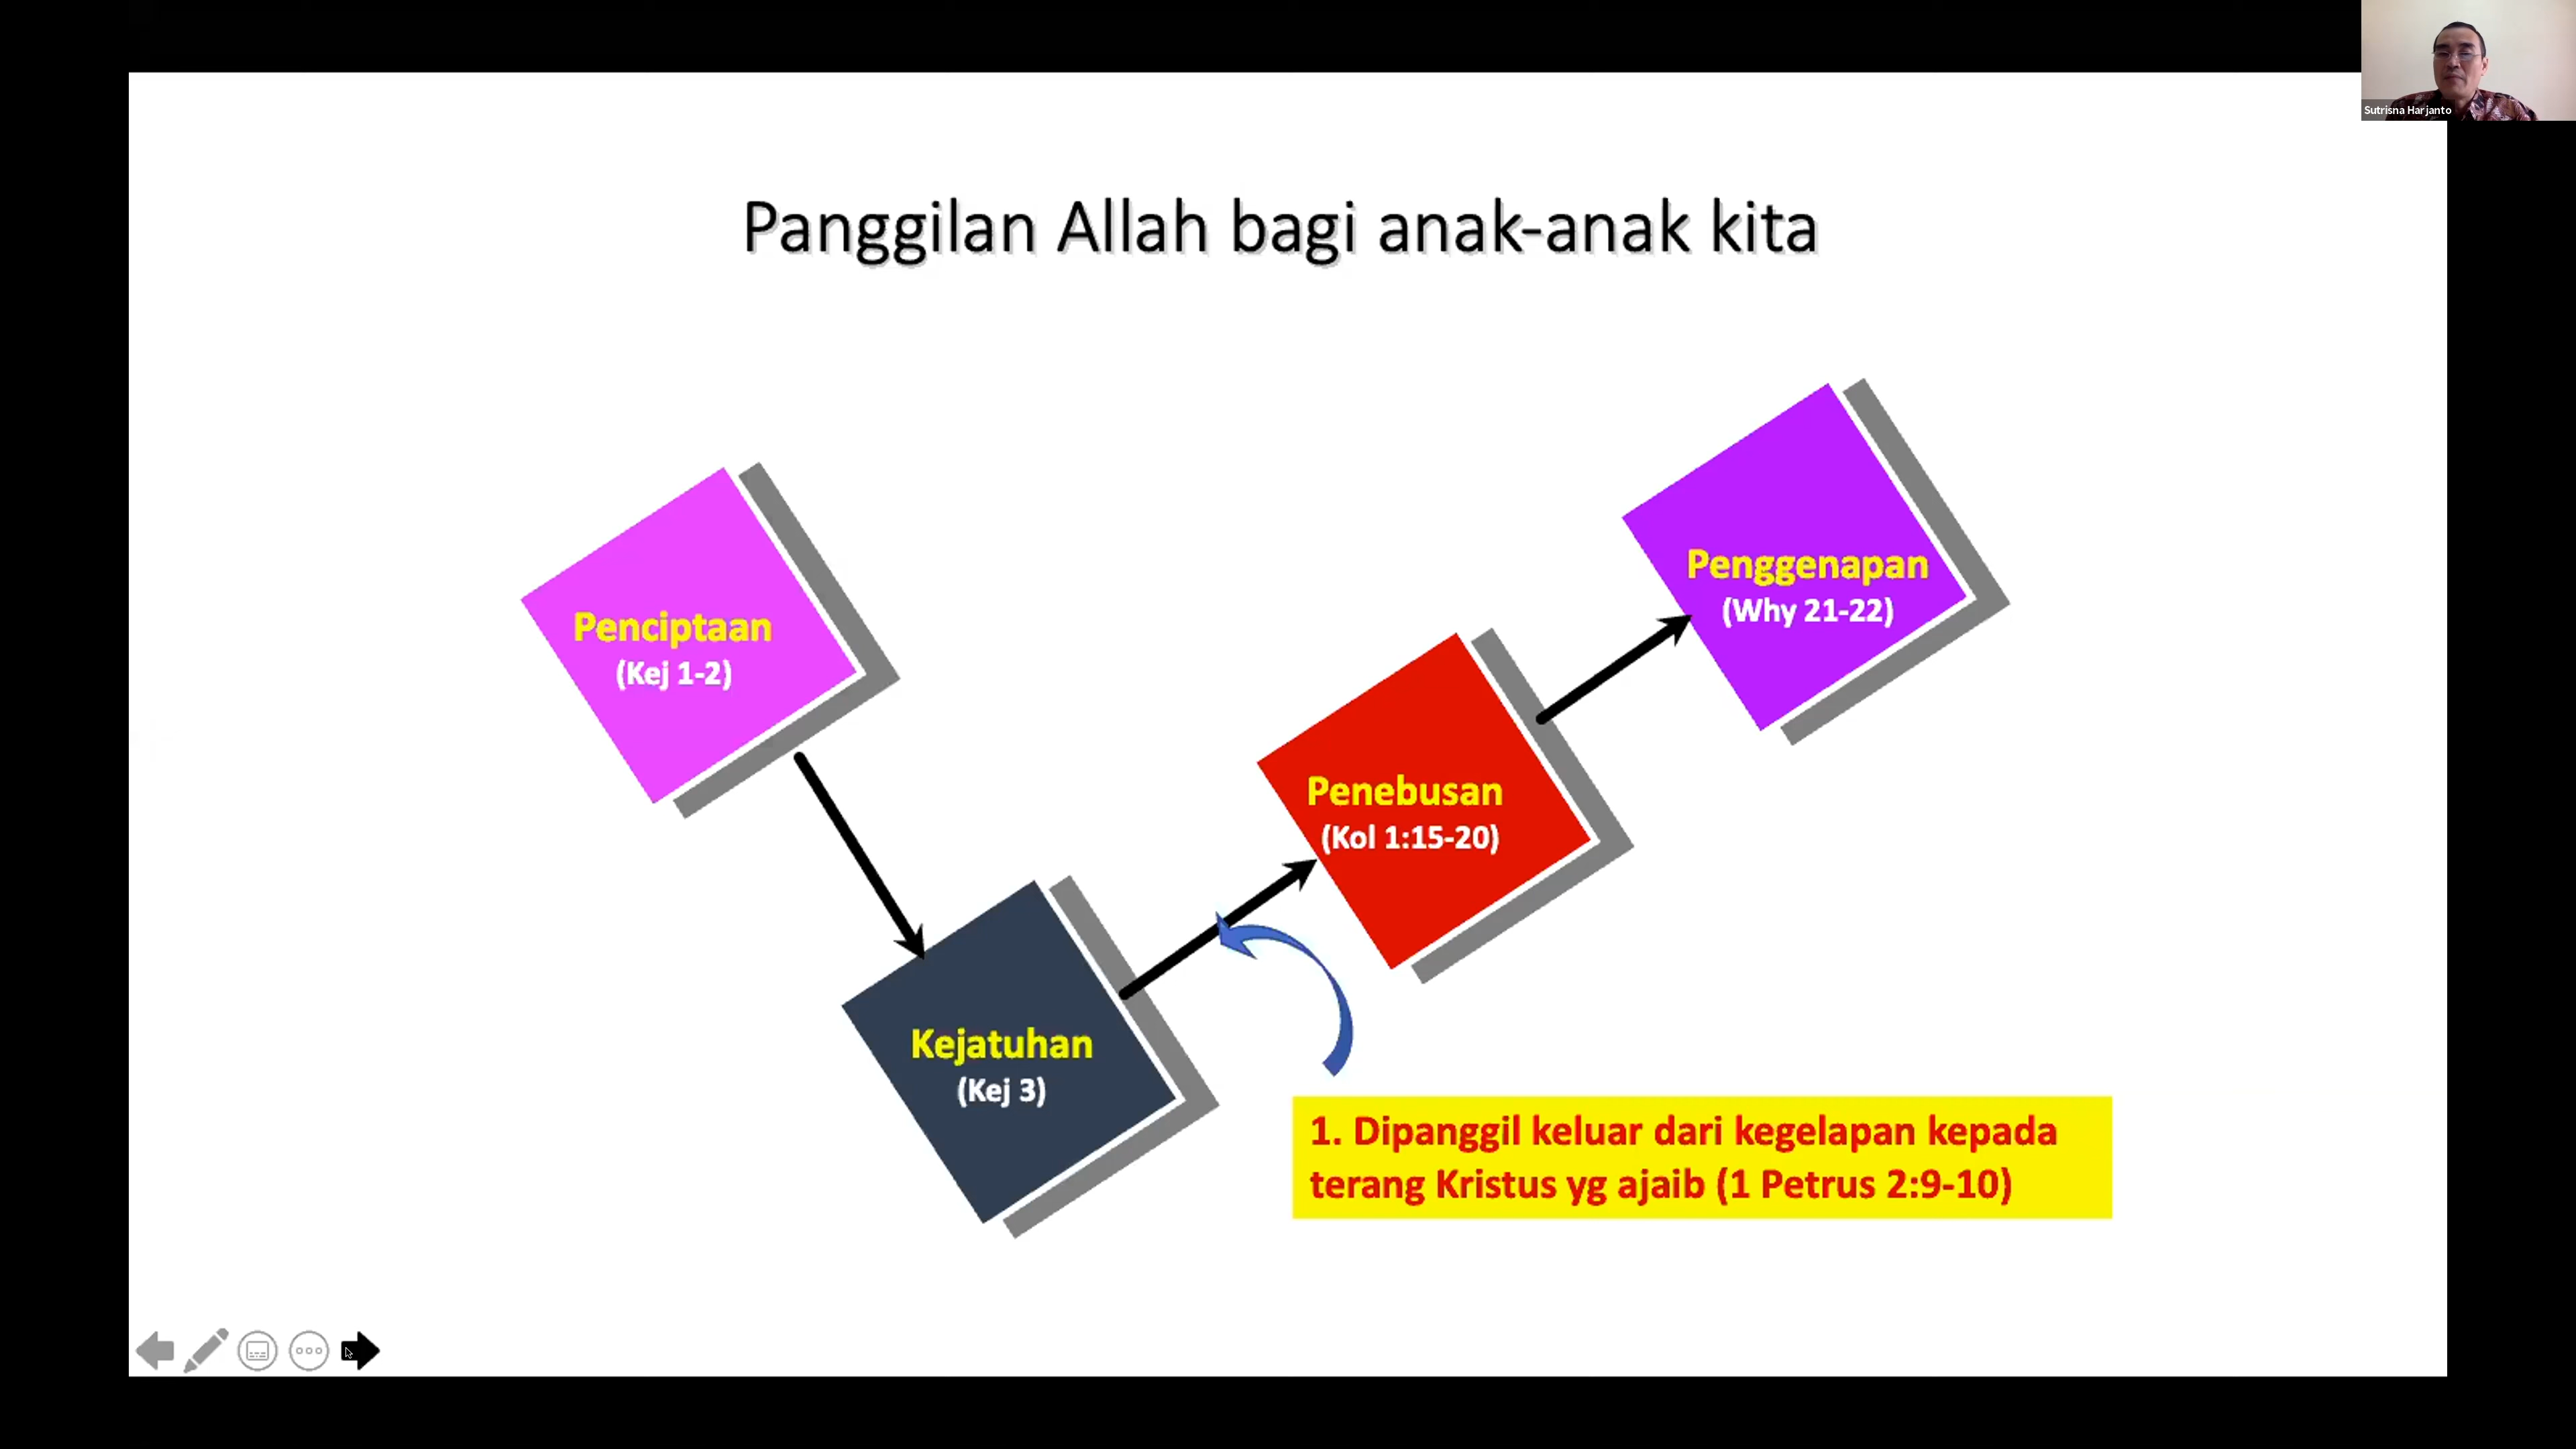 Sutrisna Harjanto
Panggilan Allah bagi anak-anak kita
Penciptaan
(Kej 1-2)
Kejatuhan
(Kej 3)
Penebusan
(Kol 1:15-20)
Penggenapan
(Why 21-22)
1. Dipanggil keluar dari kegelapan kepada
terang Kristus yg ajaib (1 Petrus 2:9-10)